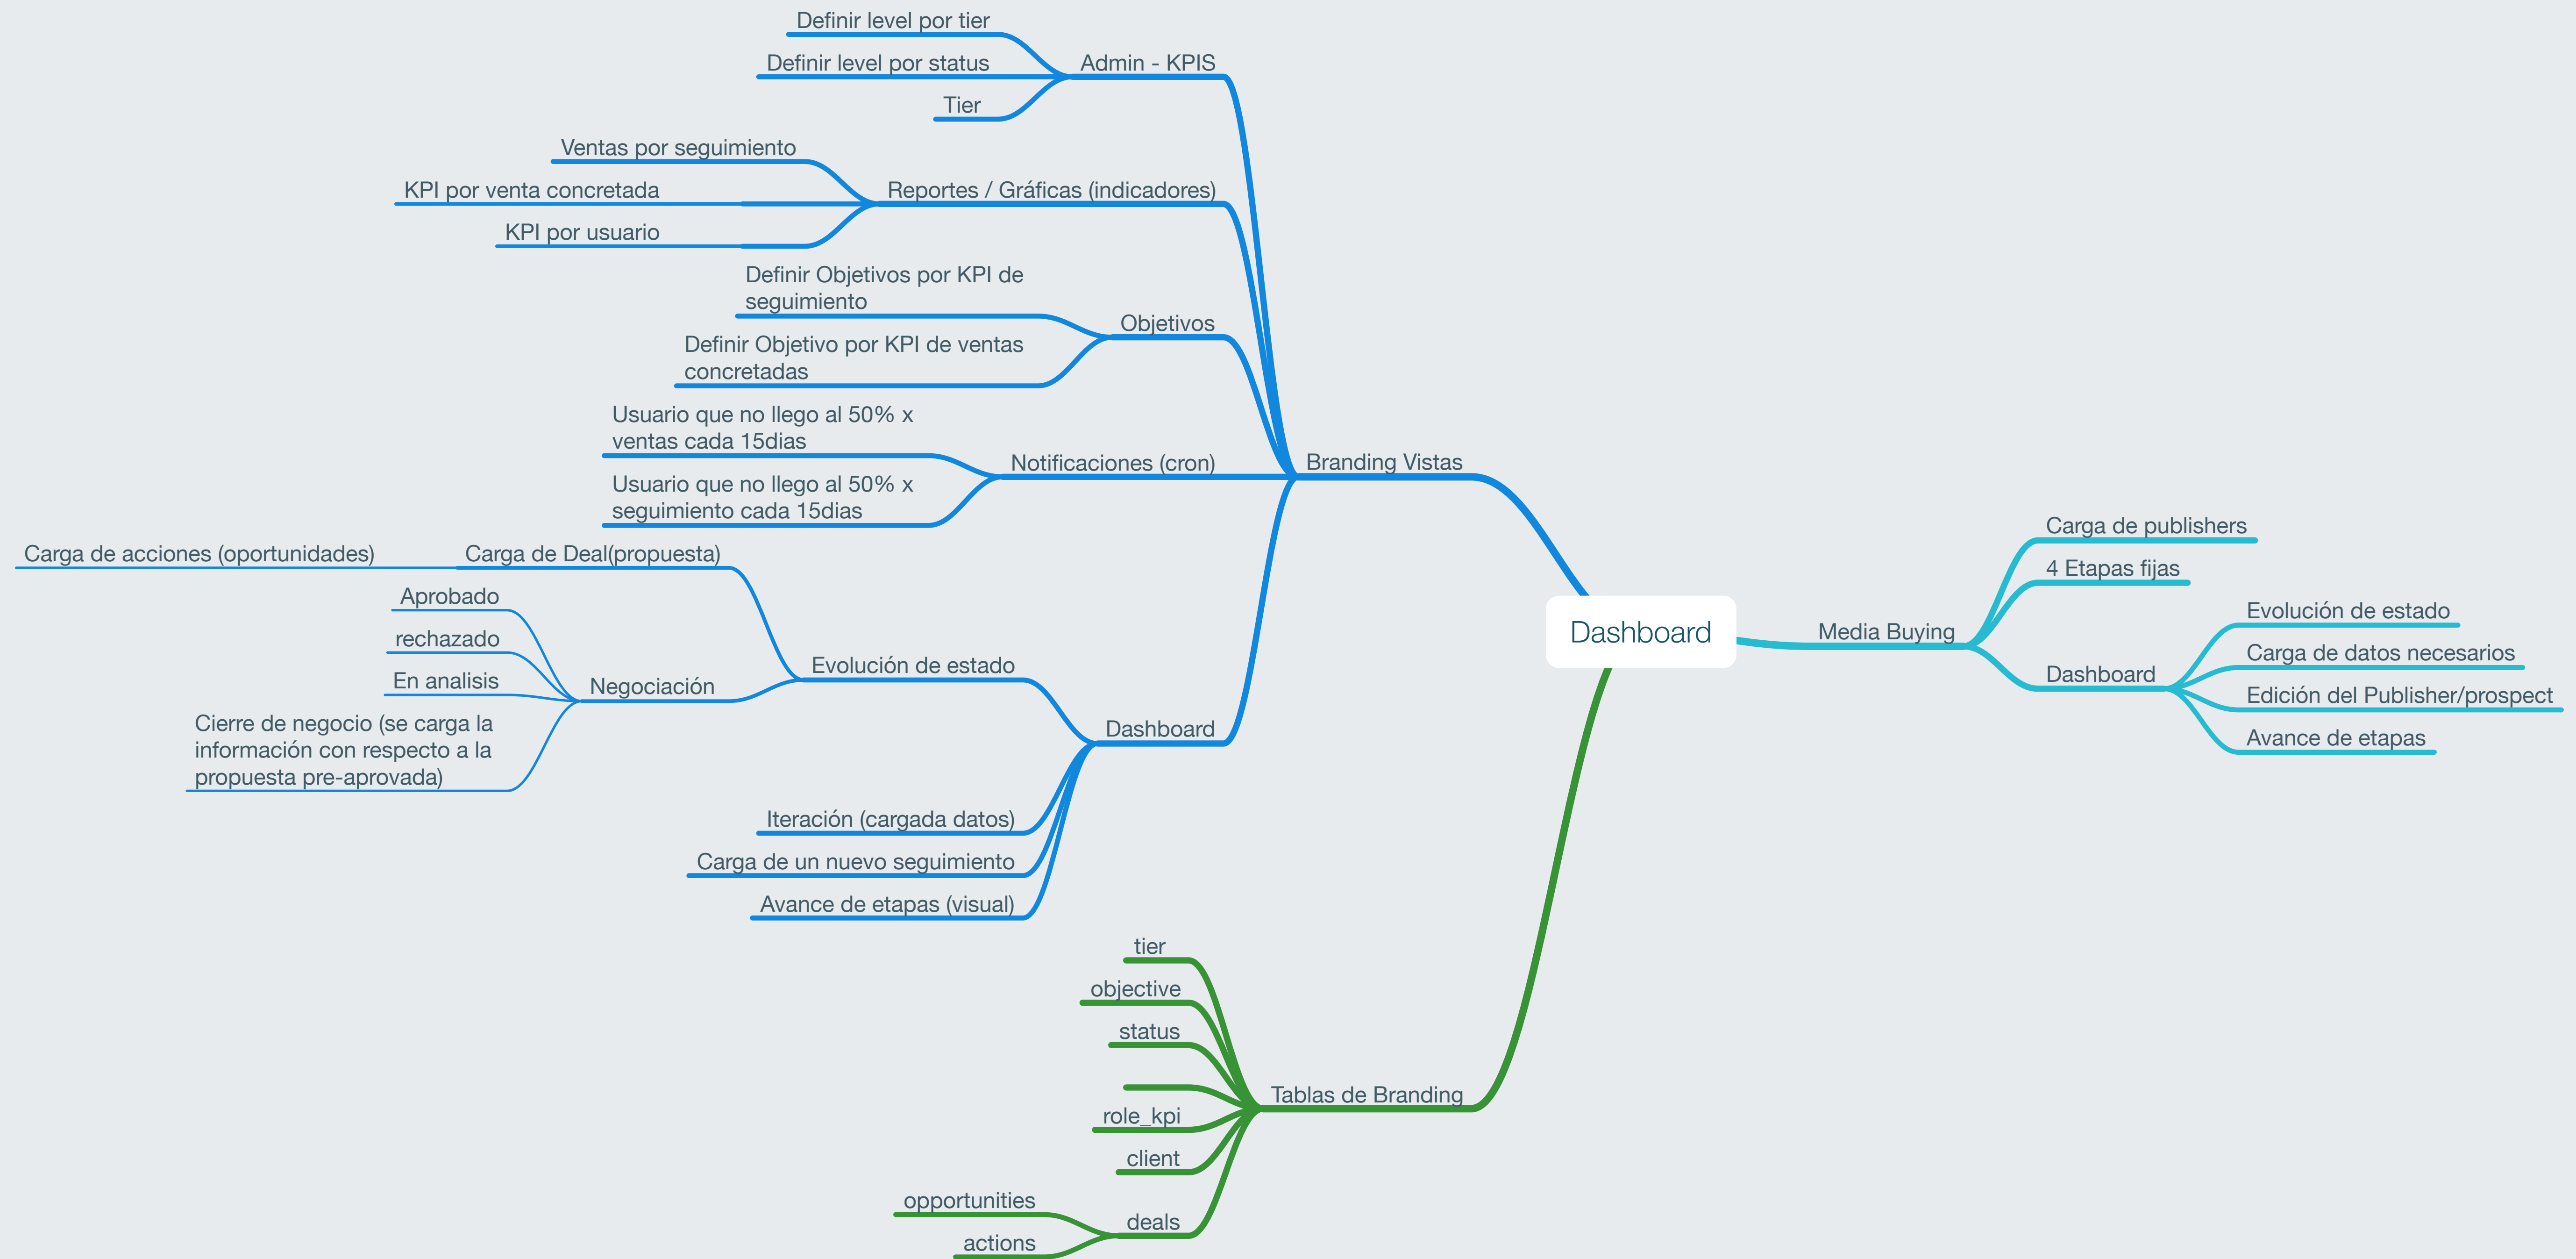 Definir level por tier
Definir level por status
Admin - KPIS
Tier
Ventas por seguimiento
KPI por venta concretada
Reportes / Gráficas (indicadores)
KPI por usuario
Definir Objetivos por KPI de
seguimiento
Objetivos
Definir Objetivo por KPI de ventas
concretadas
Usuario que no llego al 50% x
ventas cada 15dias
Notificaciones (cron)
Branding Vistas
Usuario que no llego al 50% x
seguimiento cada 15dias
Carga de acciones (oportunidades)
Carga de Deal(propuesta)
Aprobado
rechazado
Evolución de estado
En analisis
Negociación
Cierre de negocio (se carga la
información con respecto a la
propuesta pre-aprovada)
Dashboard
Iteración (cargada datos)
Carga de un nuevo seguimiento
Avance de etapas (visual)
Dashboard
Media Buying
Carga de publishers
4 Etapas fijas
Dashboard
Evolución de estado
Carga de datos necesarios
Edición del Publisher/prospect
Avance de etapas
tier
objective
status
Tablas de Branding
role_kpi
client
opportunities
deals
actions